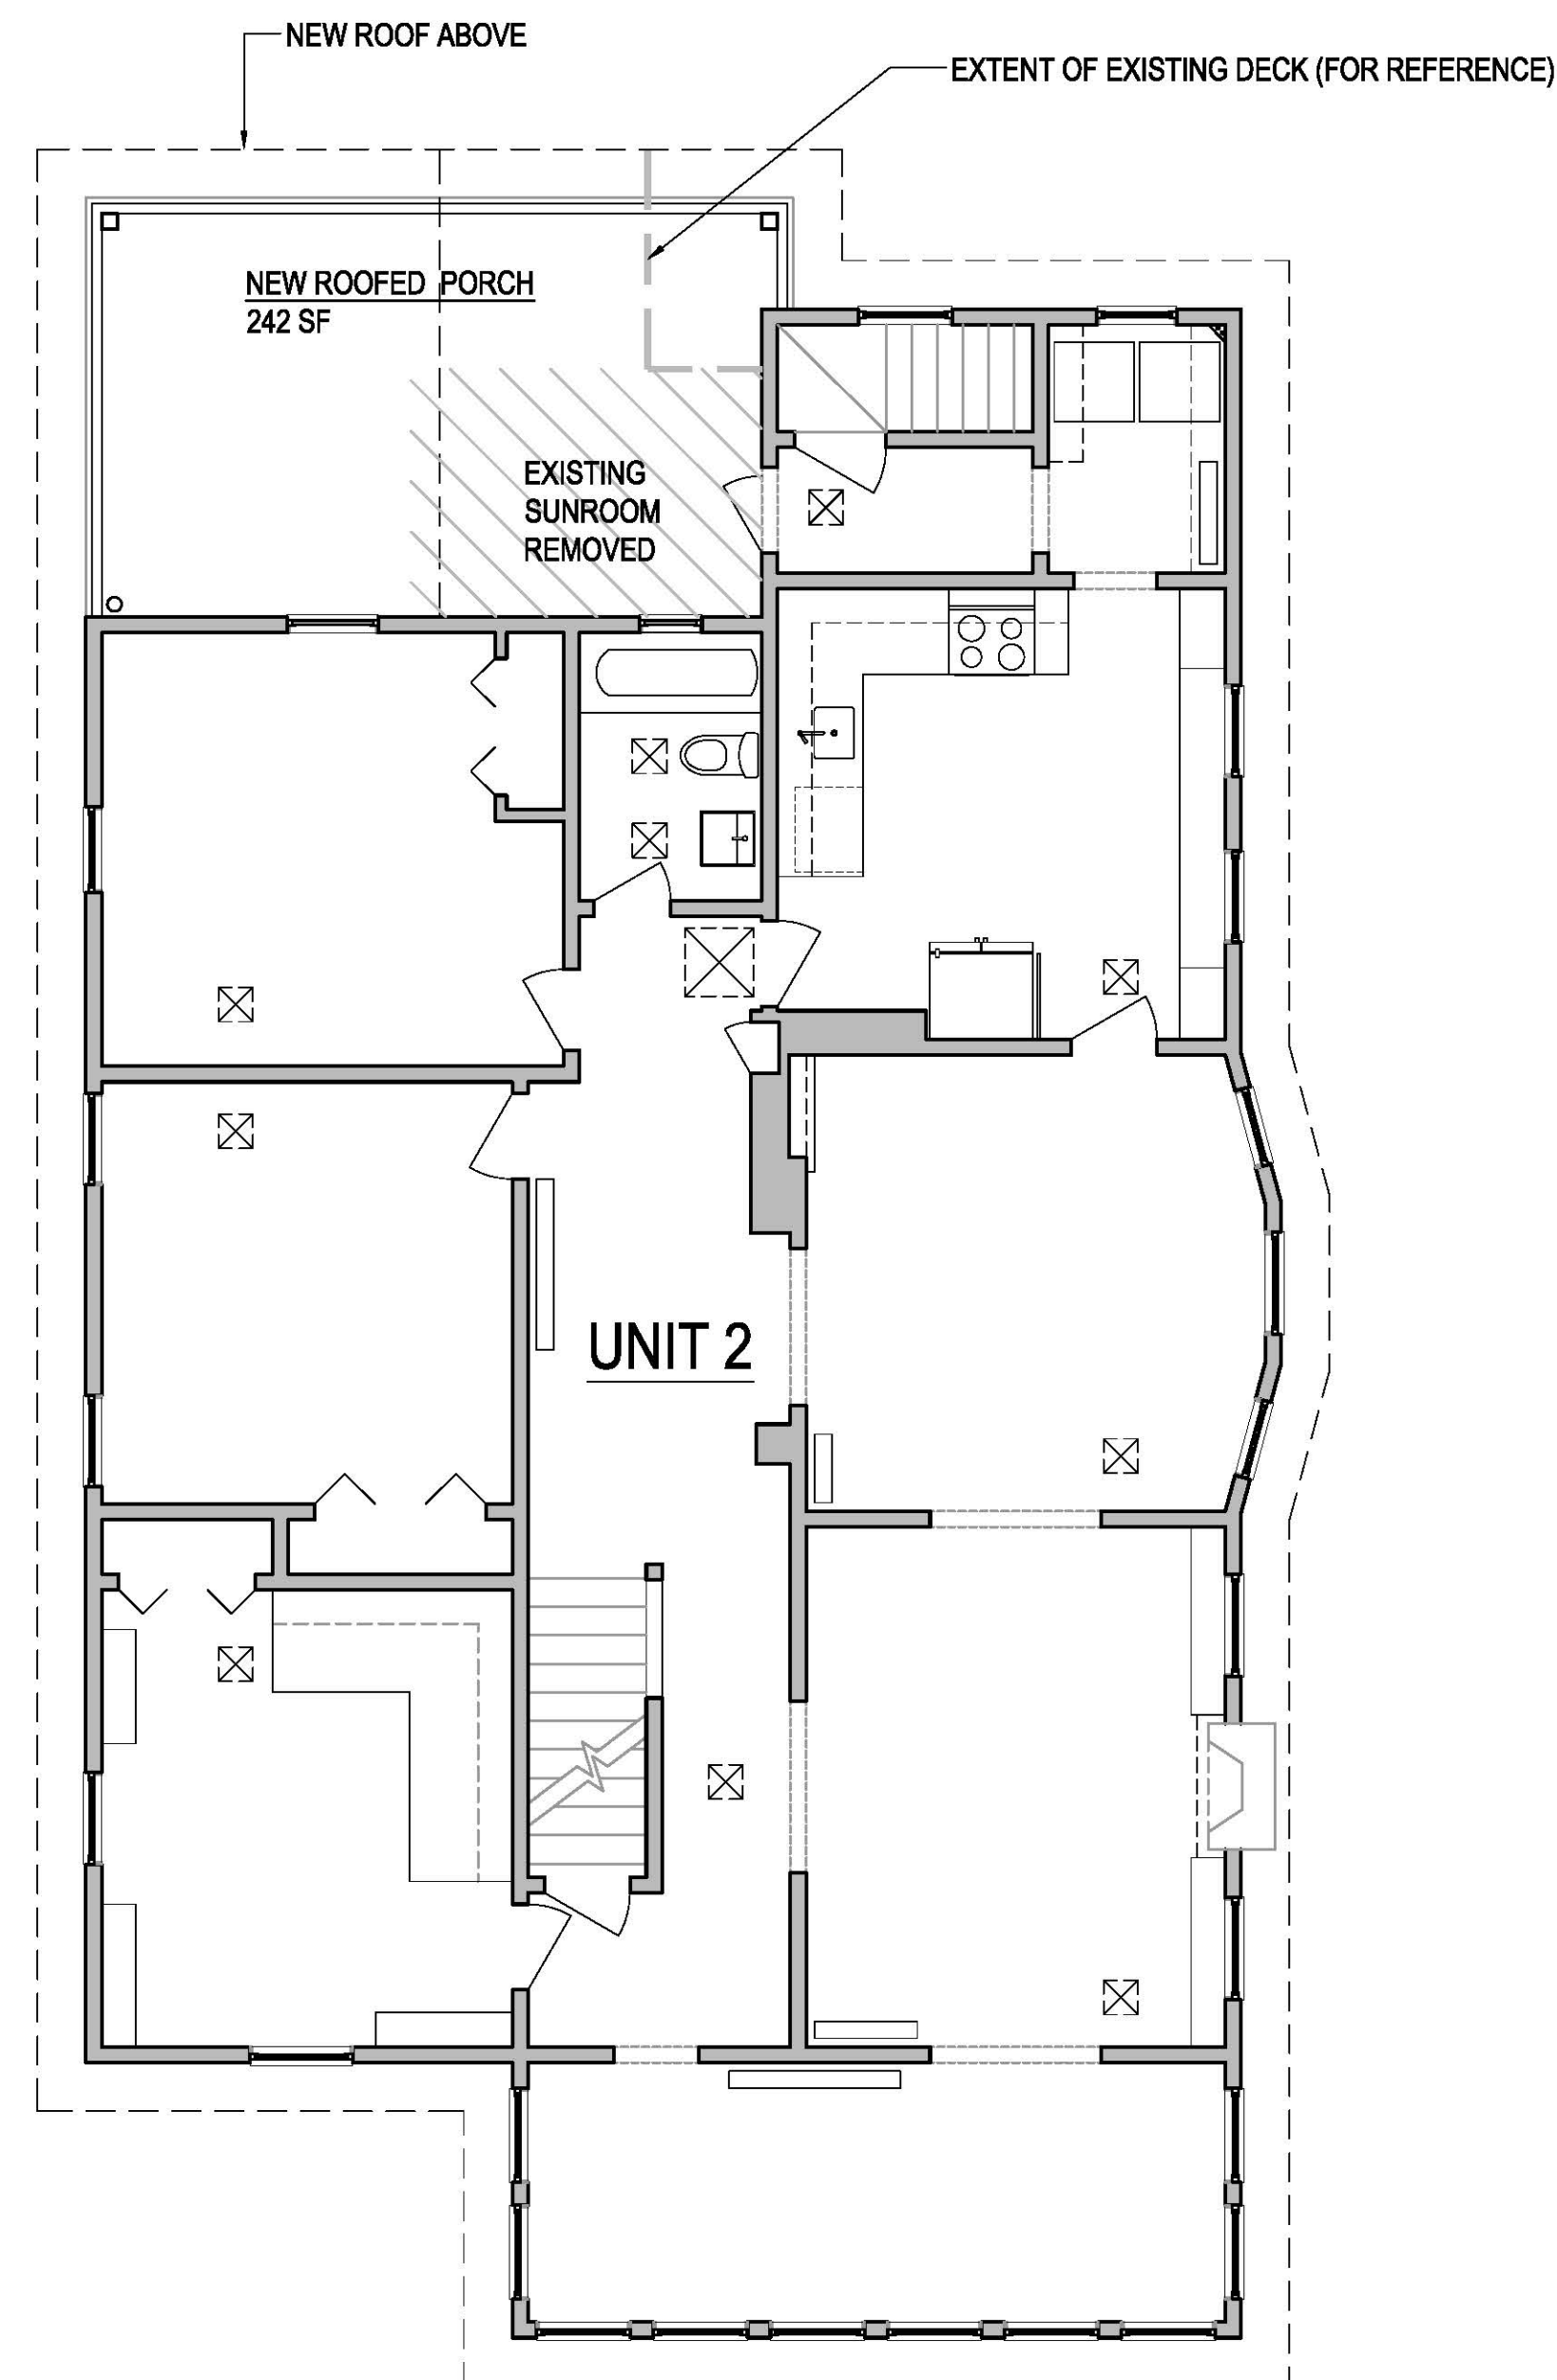 NEW ROOF ABOVE
EXTENT OF EXISTING DECK (FOR REFERENCE)
NEW ROOFED PORCH
242 SF
EXISTING
SUNROOM
REMOVED
UNIT 2